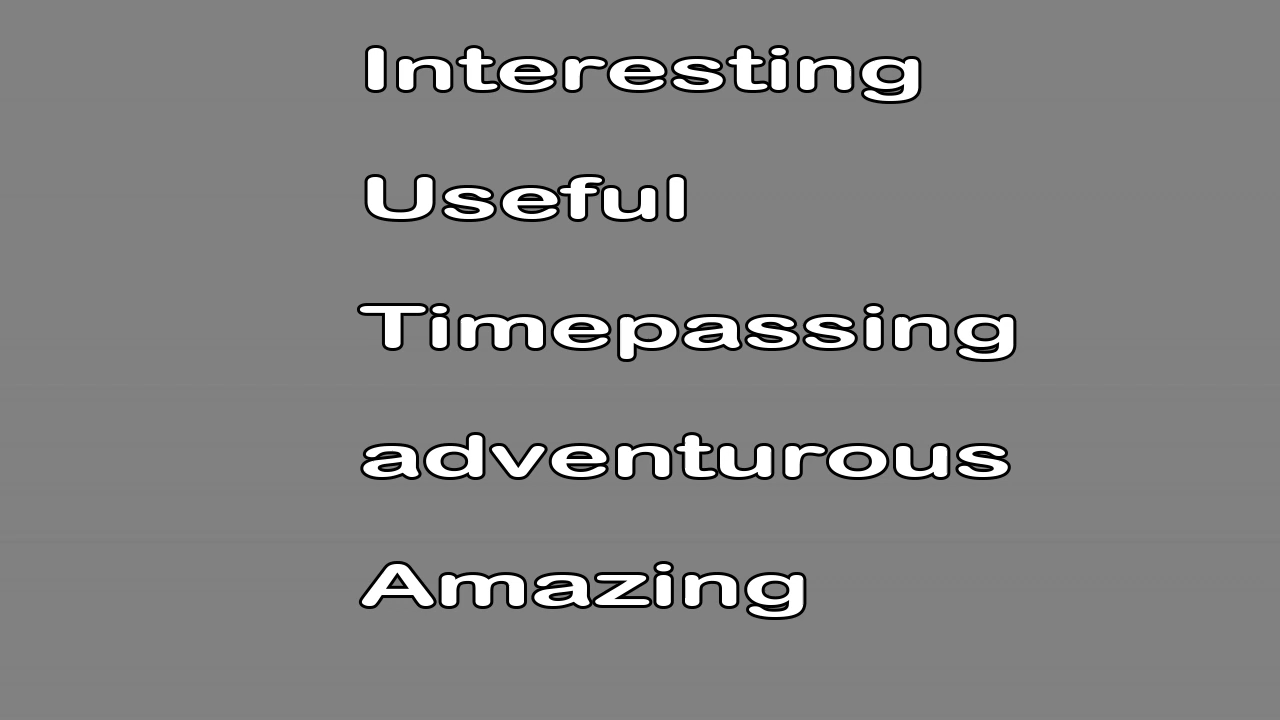 Interesting
Useful
Timepassing
adventurous
Amazing